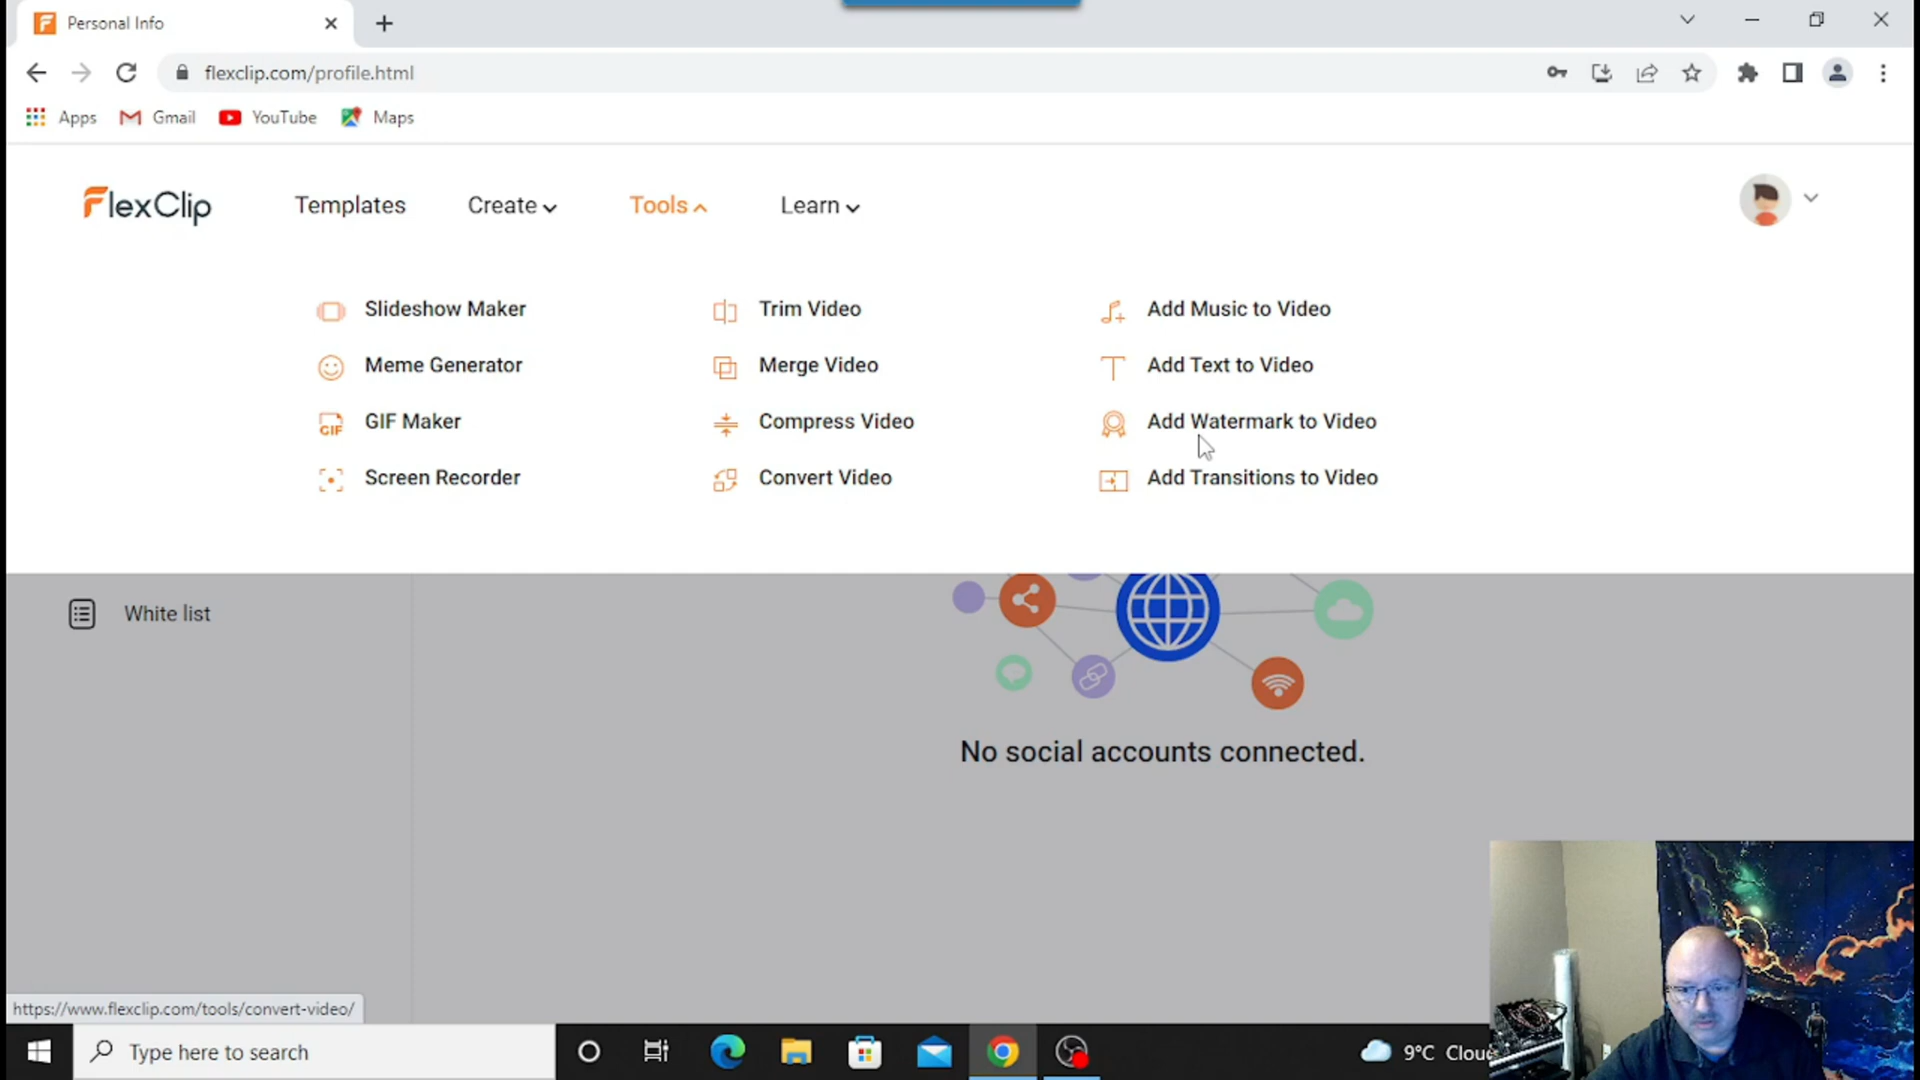 Personal Info
flexclip.com/profile.html
Apps Gmail YouTube Maps
FlexClip Templates Create Tools Learn
Slideshow Maker Trim Video Add Music to Video
Meme Generator Merge Video Add Text to Video
GIF GIF Maker Compress Video Add Watermark to Video
Screen Recorder Convert Video Add Transitions to Video
White list
No social accounts connected.
https://www.flexclip.com/tools/convert-video/
Type here to search 9°C